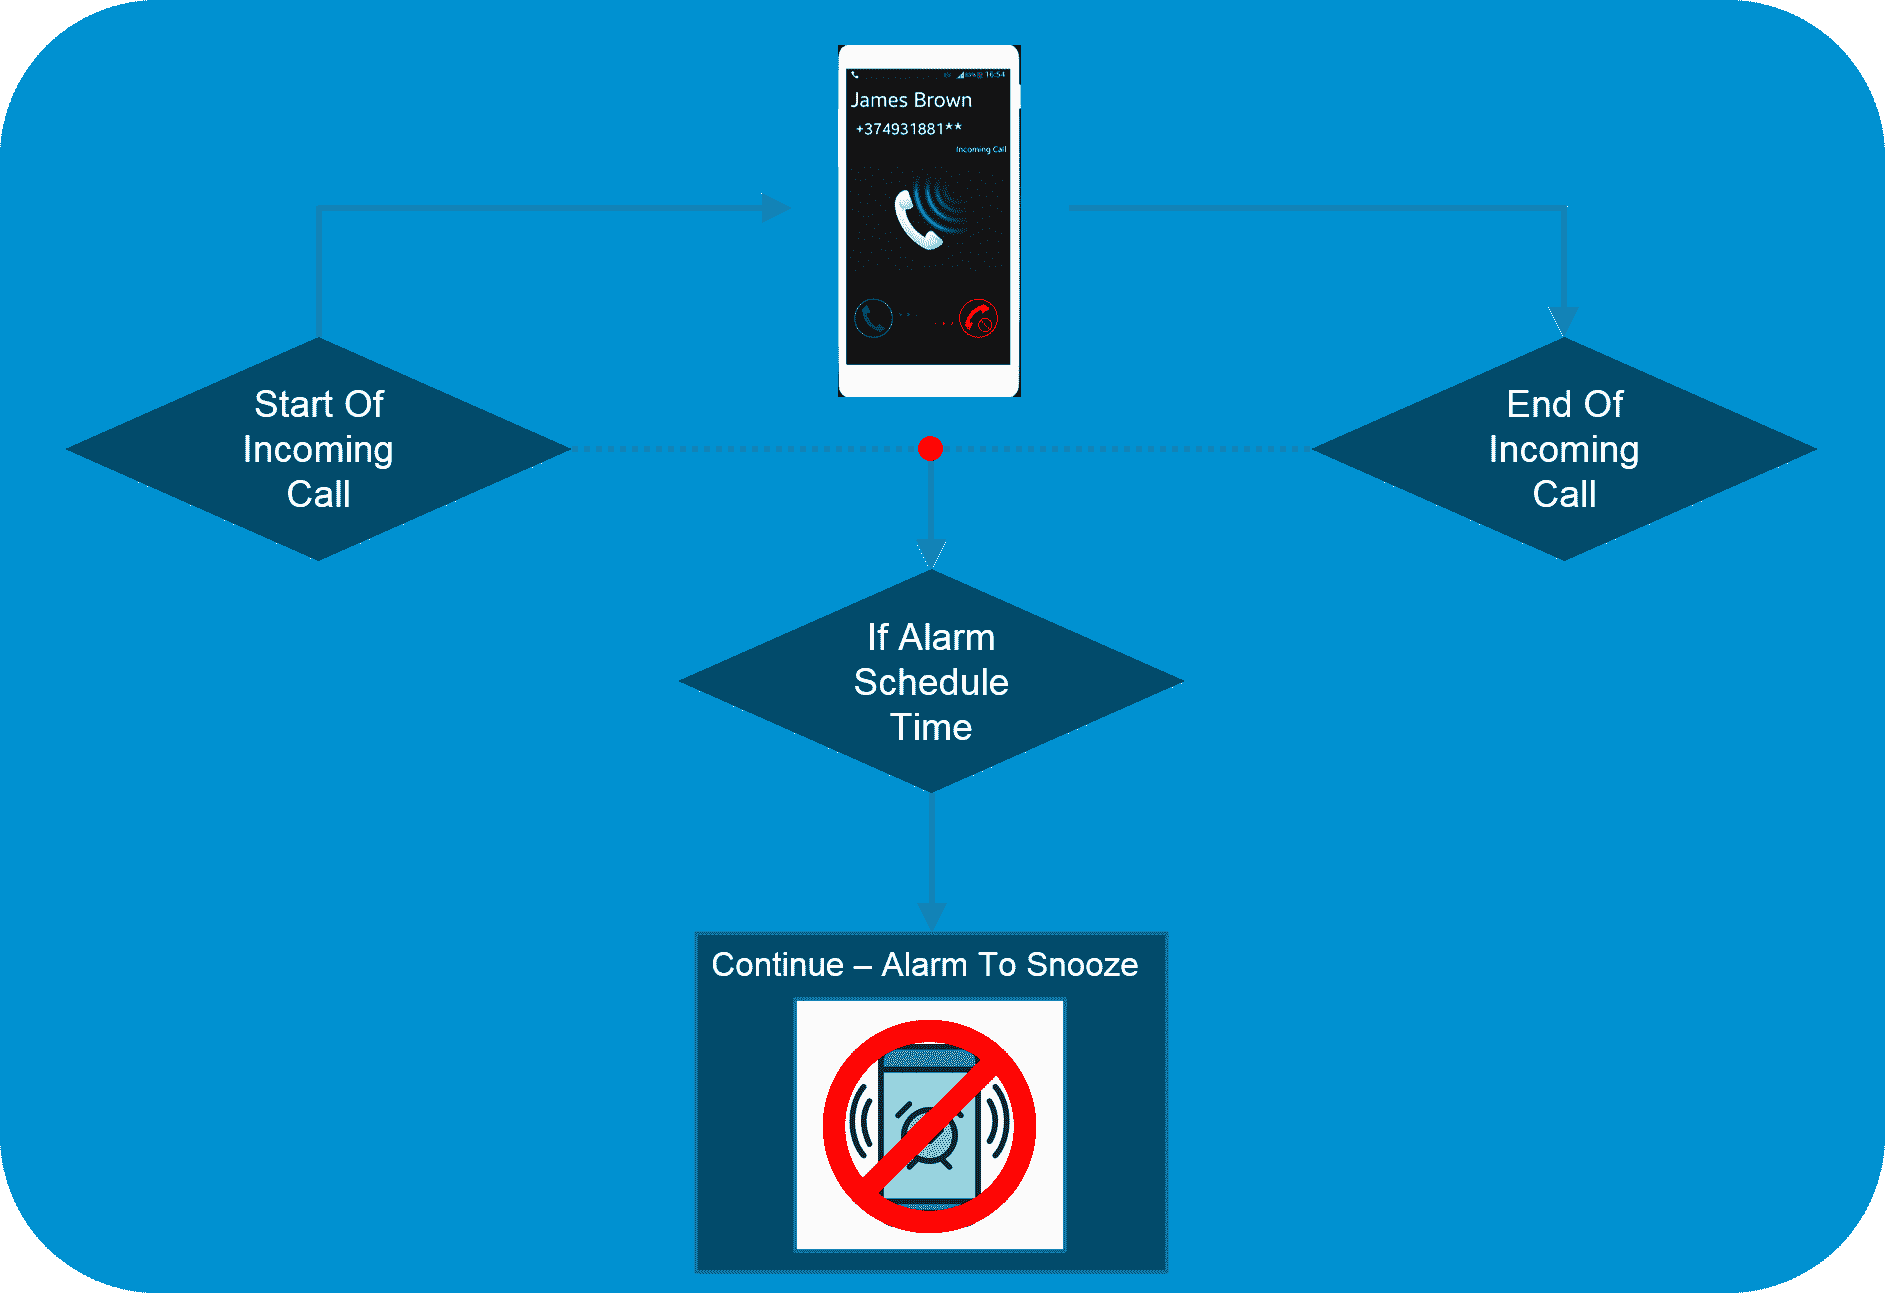 16:54
James Brown
+374931881**
Incoming Call
Start Of
Incoming
Call
End Of
Incoming
Call
If Alarm
Schedule
Time
Continue – Alarm To Snooze